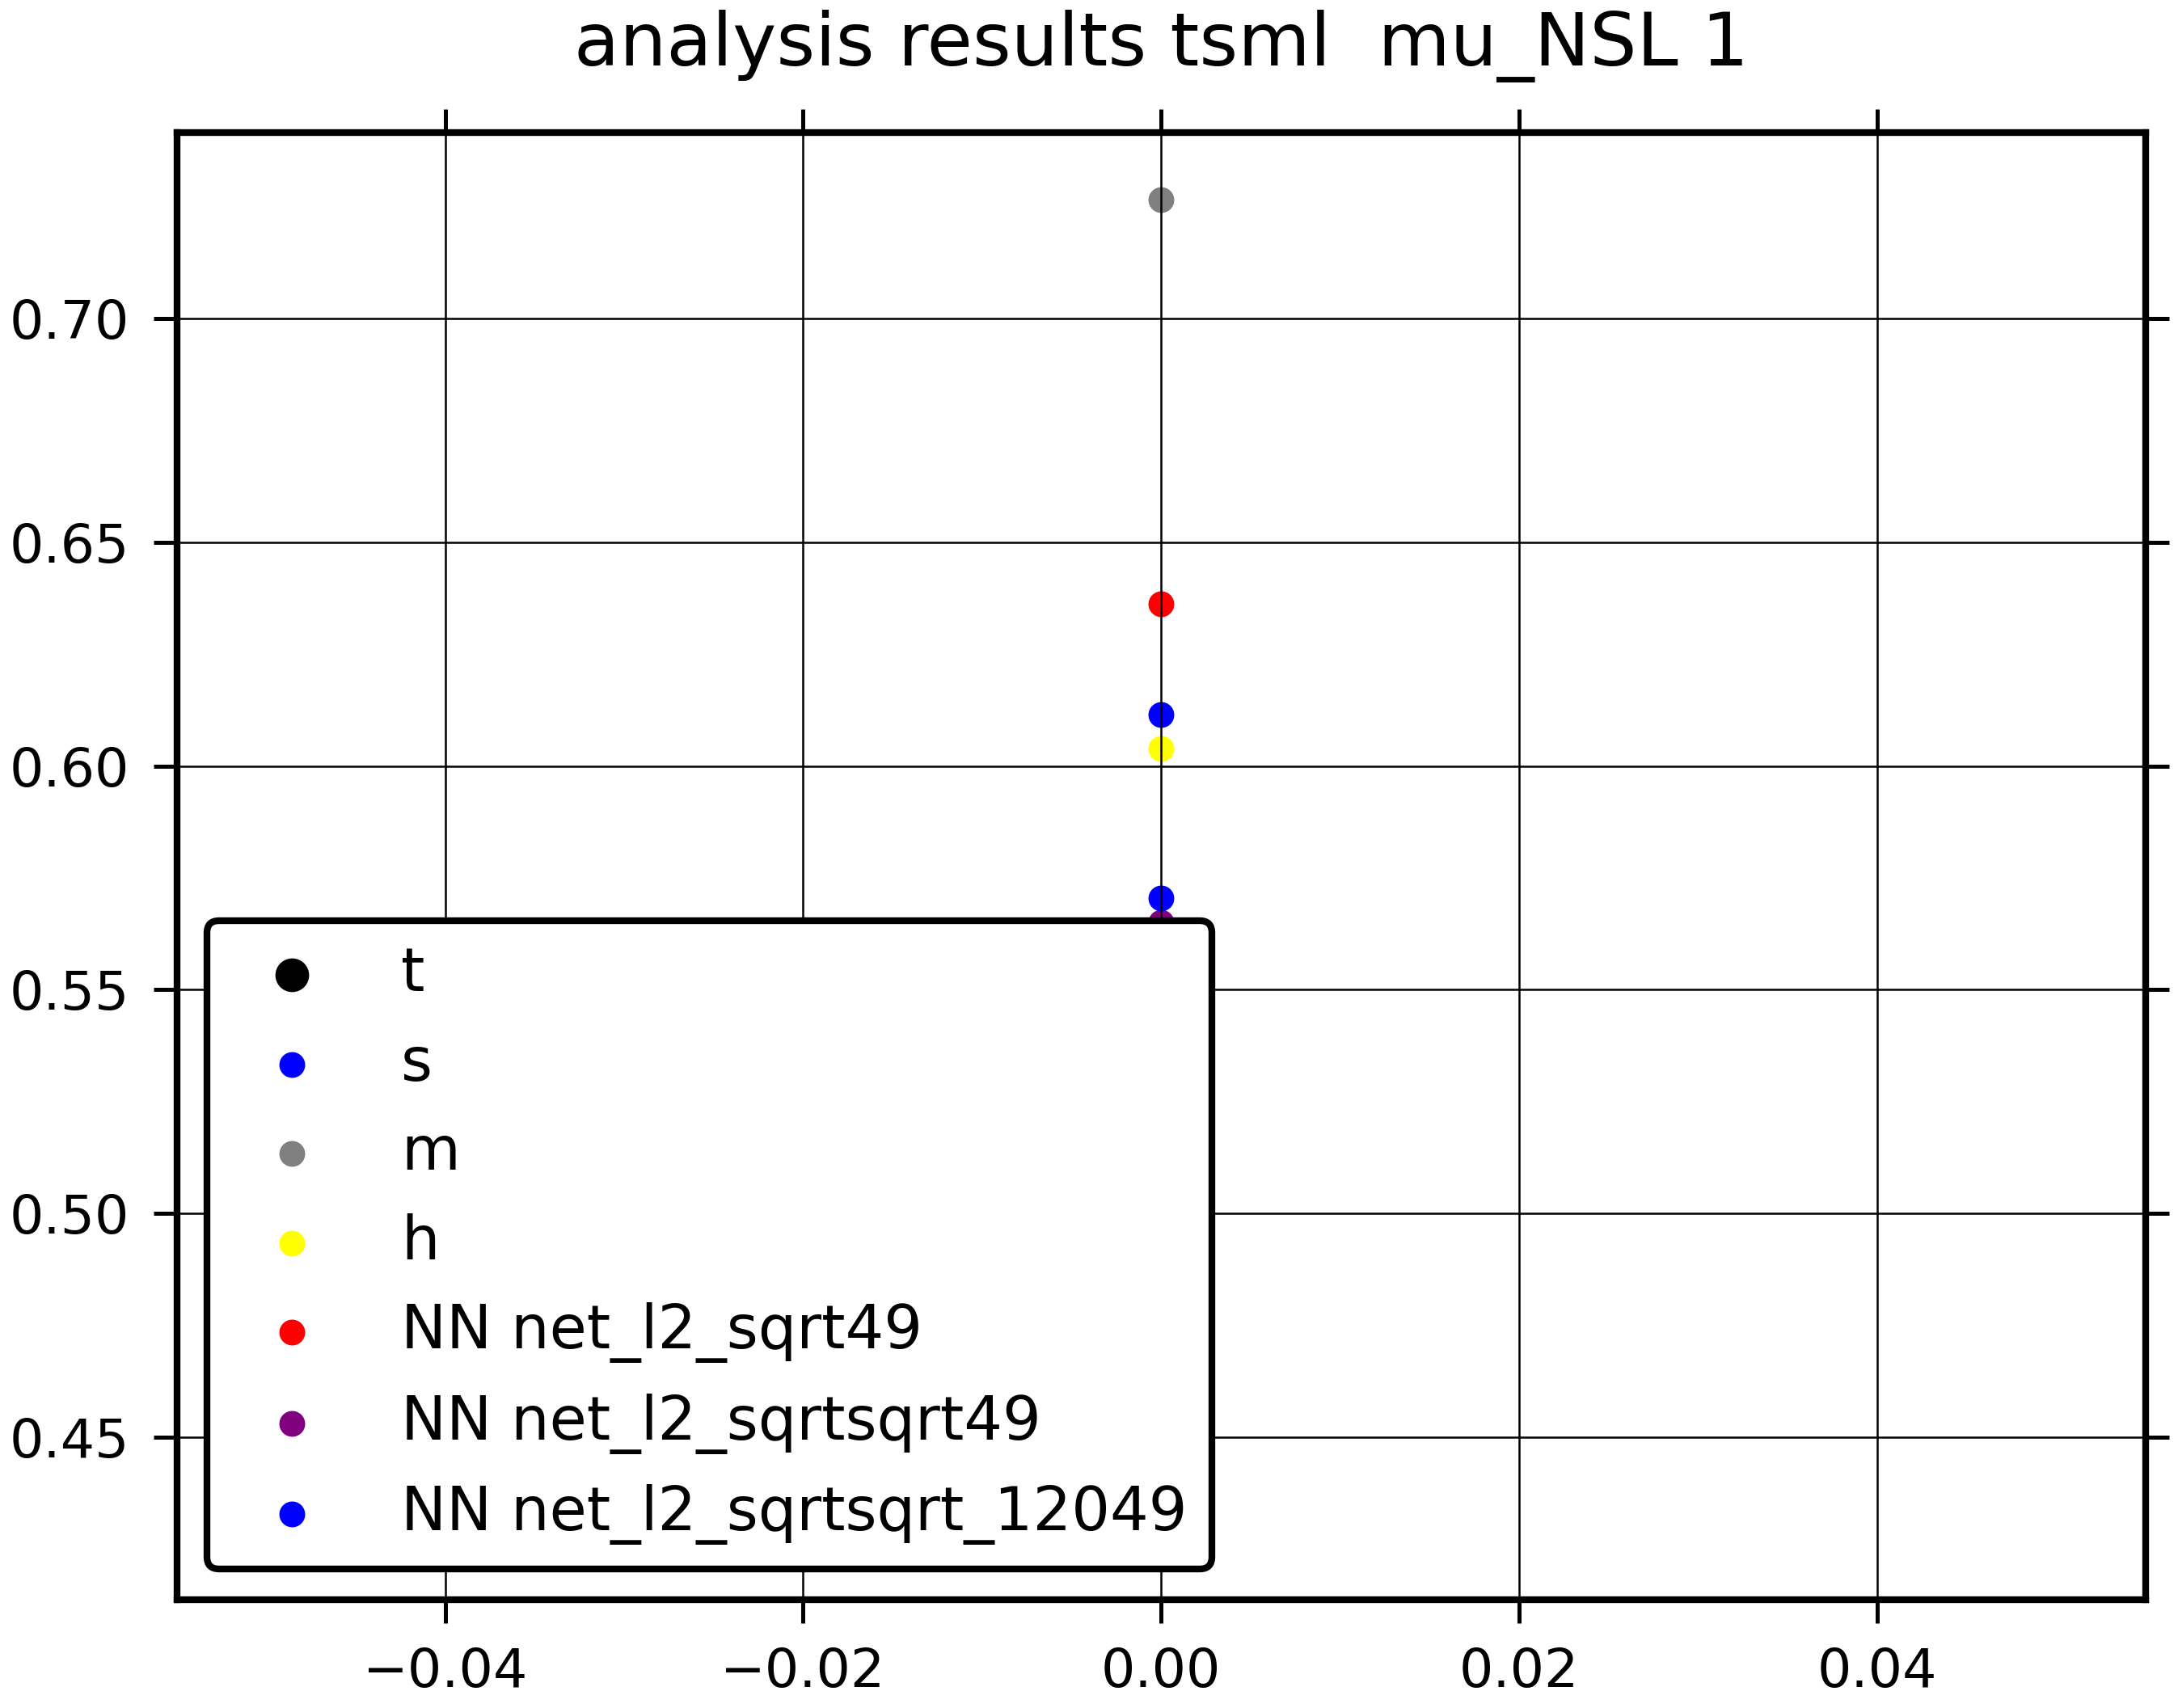 analysis results tsml  mu_NSL 1
0.70
0.65
0.60
0.55
0.50
0.45
t
s
m
h
NN net_l2_sqrt49
NN net_l2_sqrtsqrt49
NN net_l2_sqrtsqrt_12049
−0.04
−0.02
0.00
0.02
0.04